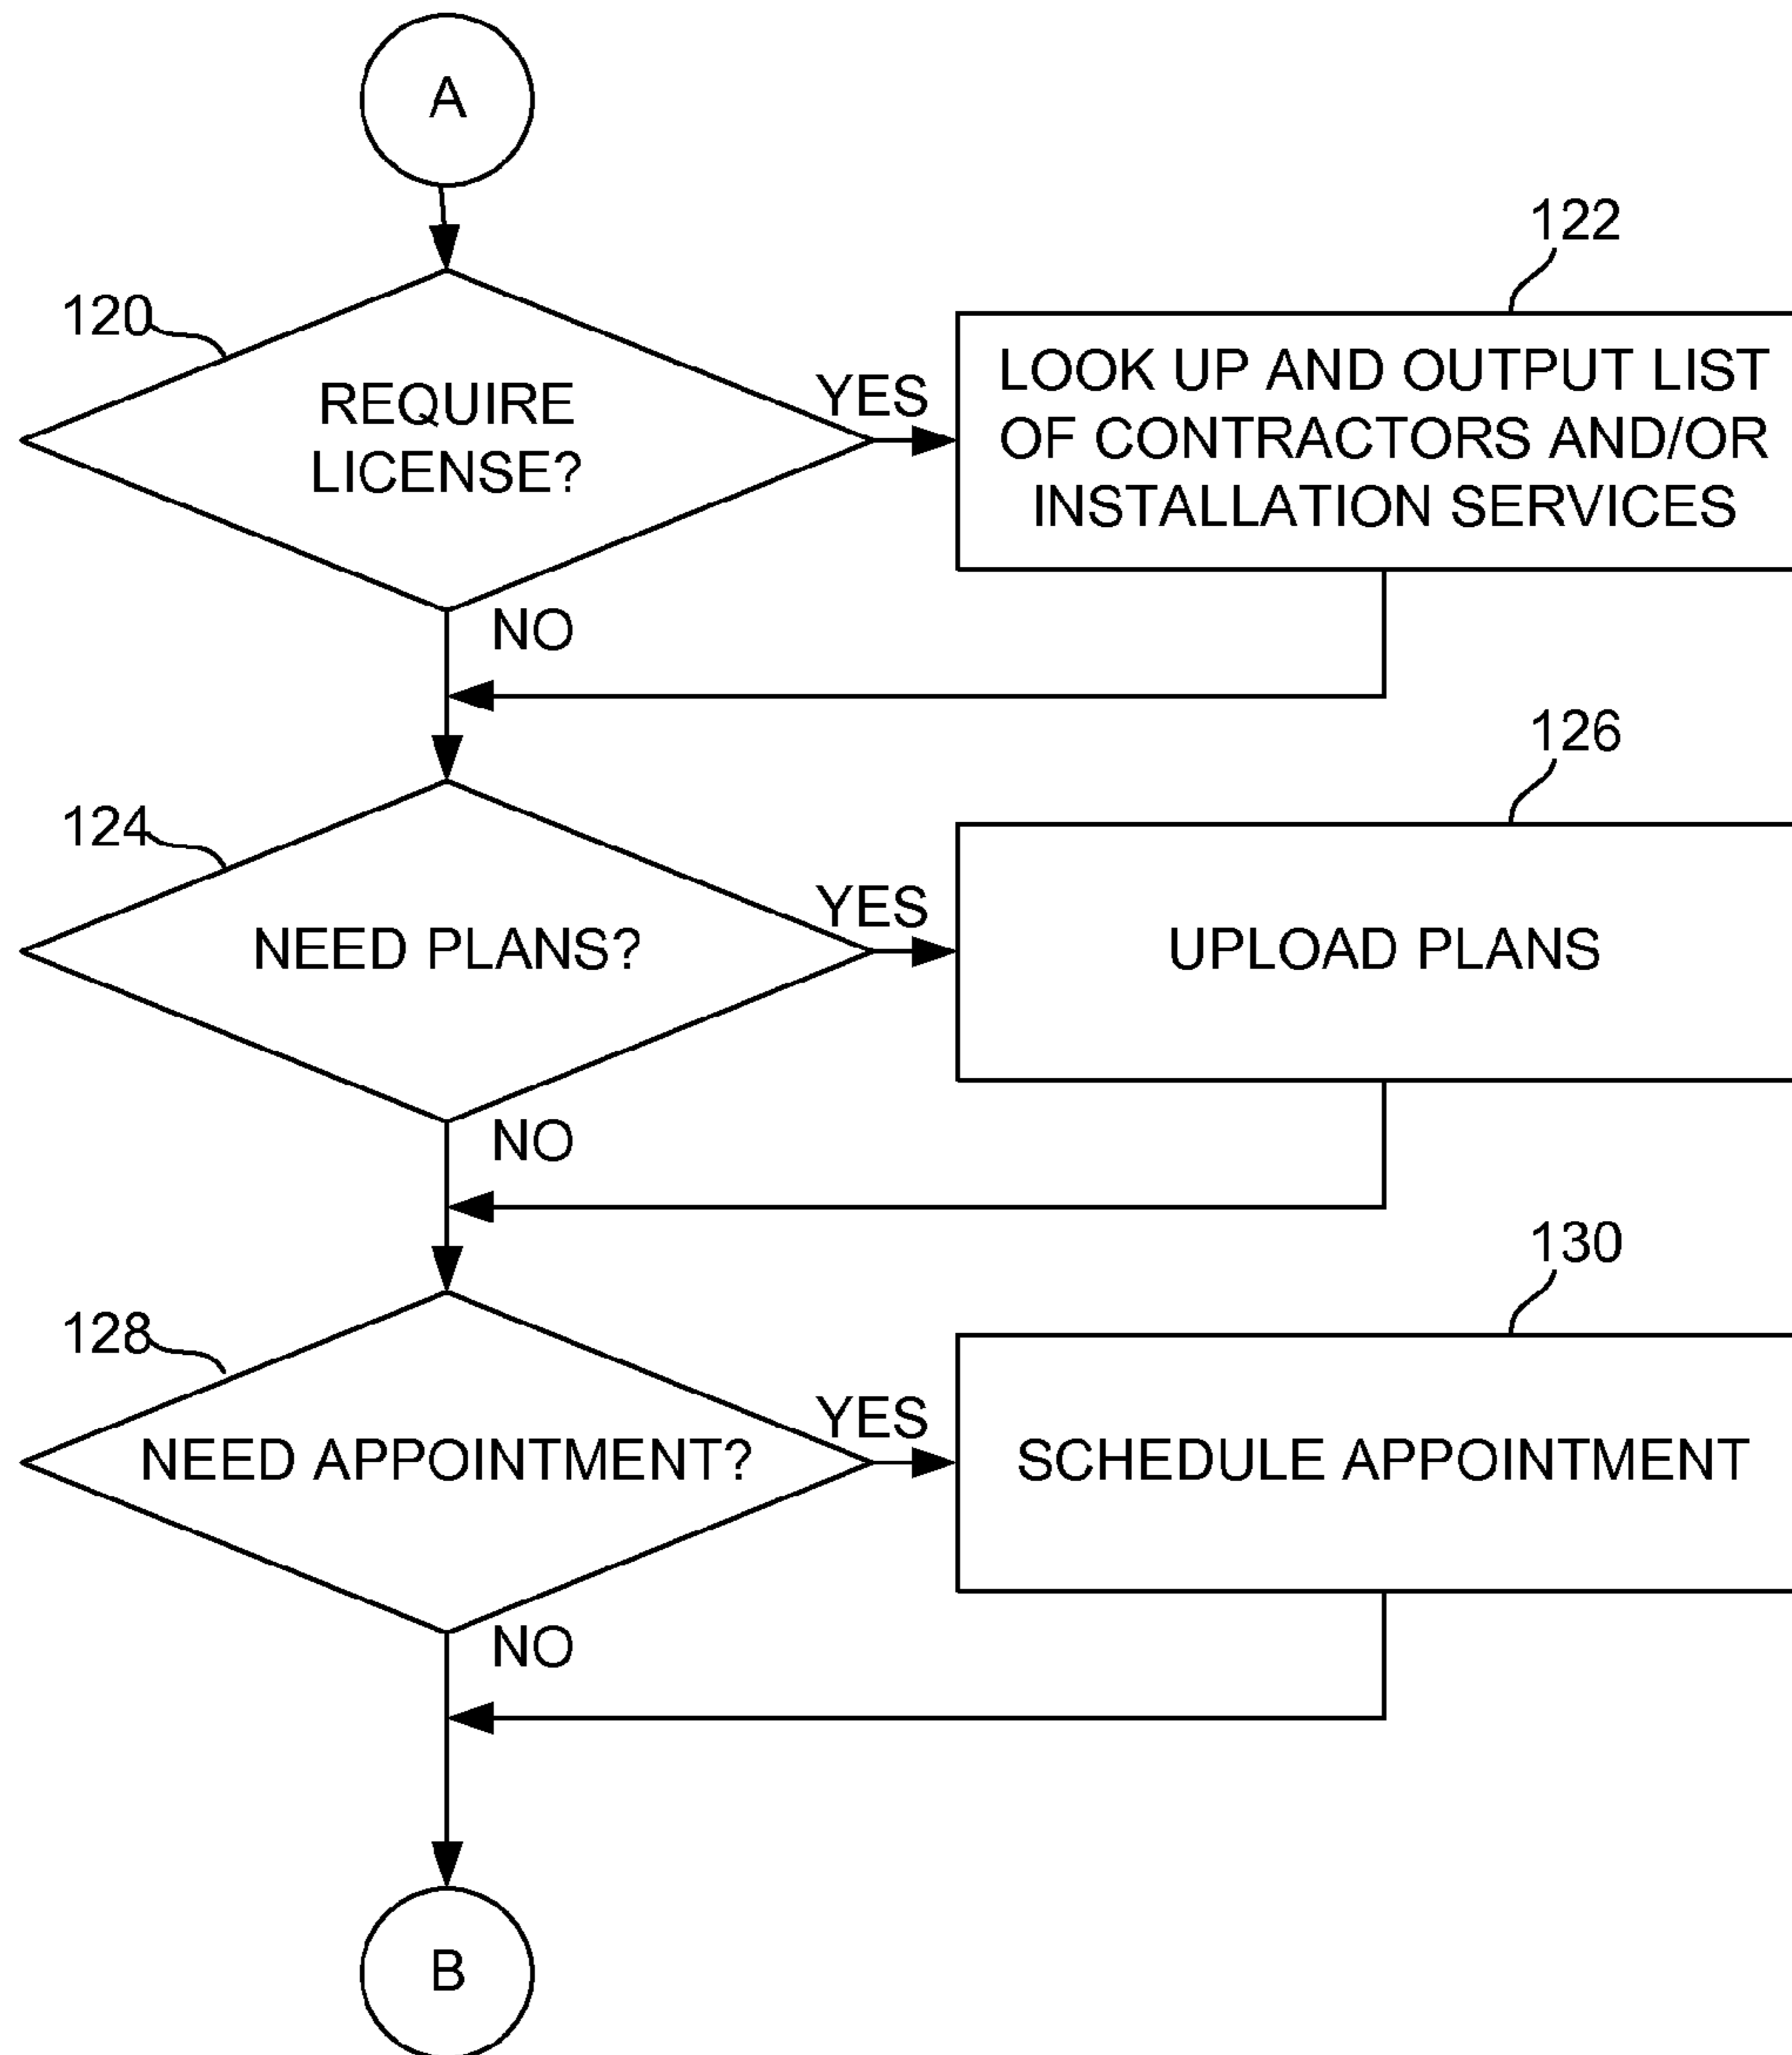 A
122
120
REQUIRE
LICENSE?
YES
LOOK UP AND OUTPUT LIST
OF CONTRACTORS AND/OR
INSTALLATION SERVICES
NO
126
124
NEED PLANS?
YES
UPLOAD PLANS
NO
130
128
NEED APPOINTMENT?
YES
SCHEDULE APPOINTMENT
NO
B